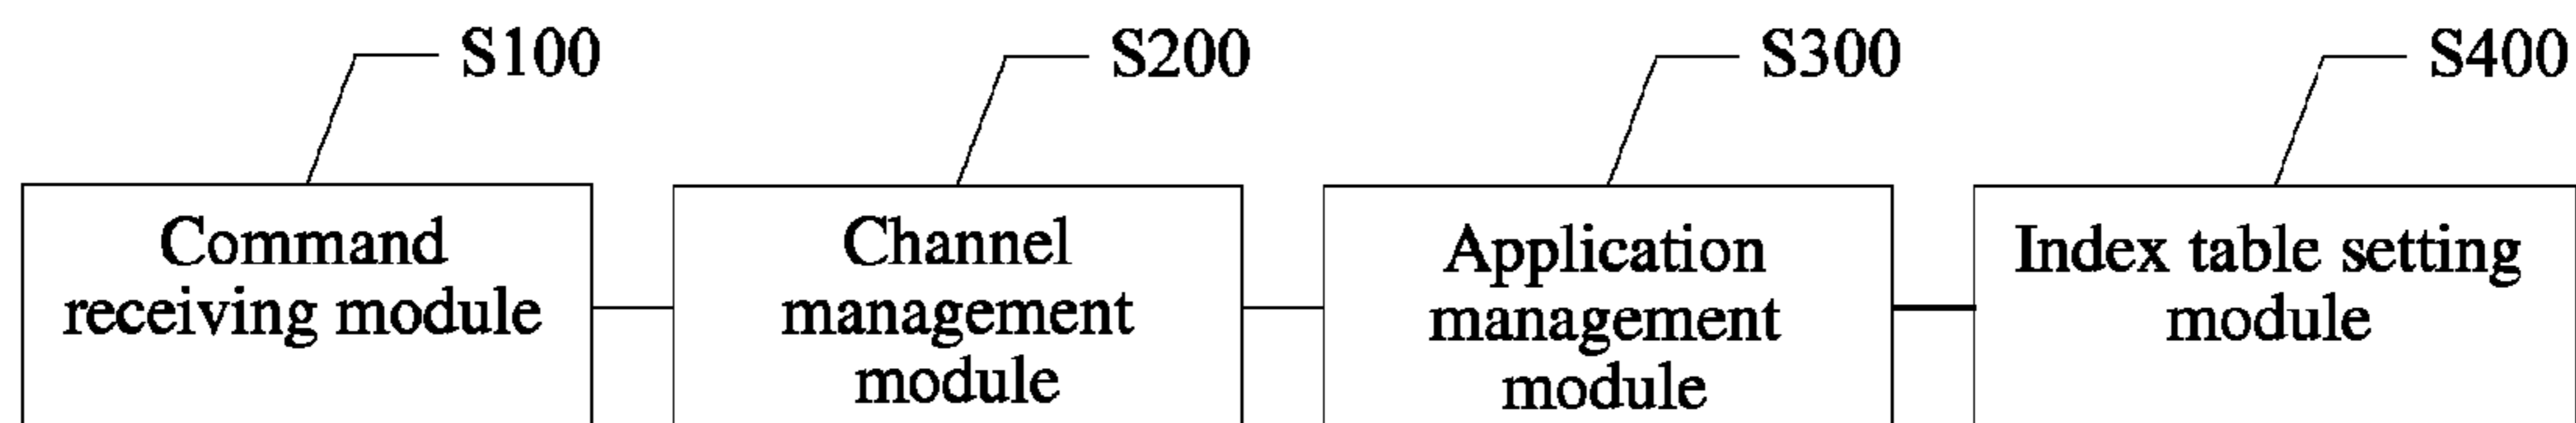 S100
S200
S300
S400
Command
receiving module
Channel
management
module
Application
management
module
Index table setting
module